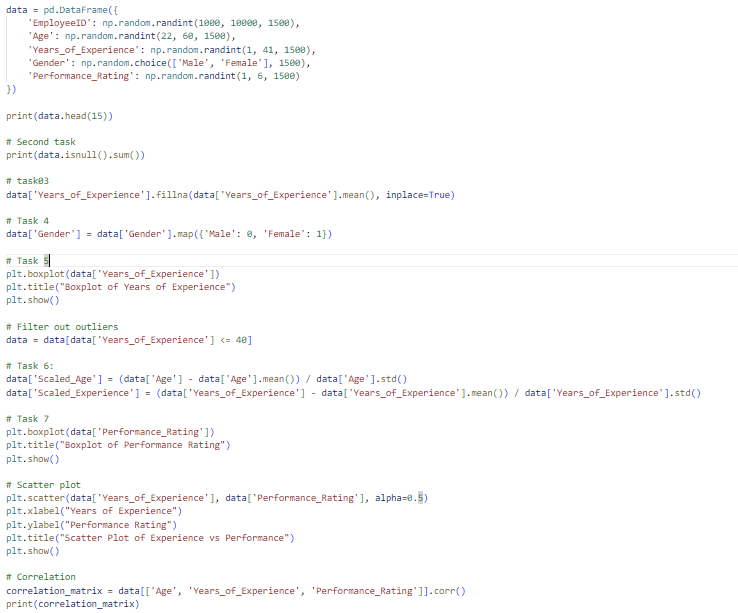 data = pd.DataFrame({
    'EmployeeID': np.random.randint(1000, 10000, 1500),
    'Age': np.random.randint(22, 60, 1500),
    'Years_of_Experience': np.random.randint(1, 41, 1500),
    'Gender': np.random.choice(['Male', 'Female'], 1500),
    'Performance_Rating': np.random.randint(1, 6, 1500)
})

print(data.head(15))

# Second task
print(data.isnull().sum())

# task03
data['Years_of_Experience'].fillna(data['Years_of_Experience'].mean(), inplace=True)

# Task 4
data['Gender'] = data['Gender'].map({'Male': 0, 'Female': 1})

# Task 5
plt.boxplot(data['Years_of_Experience'])
plt.title("Boxplot of Years of Experience")
plt.show()

# Filter out outliers
data = data[data['Years_of_Experience'] <= 40]

# Task 6:
data['Scaled_Age'] = (data['Age'] - data['Age'].mean()) / data['Age'].std()
data['Scaled_Experience'] = (data['Years_of_Experience'] - data['Years_of_Experience'].mean()) / data['Years_of_Experience'].std()

# Task 7
plt.boxplot(data['Performance_Rating'])
plt.title("Boxplot of Performance Rating")
plt.show()

# Scatter plot
plt.scatter(data['Years_of_Experience'], data['Performance_Rating'], alpha=0.5)
plt.xlabel("Years of Experience")
plt.ylabel("Performance Rating")
plt.title("Scatter Plot of Experience vs Performance")
plt.show()

# Correlation
correlation_matrix = data[['Age', 'Years_of_Experience', 'Performance_Rating']].corr()
print(correlation_matrix)